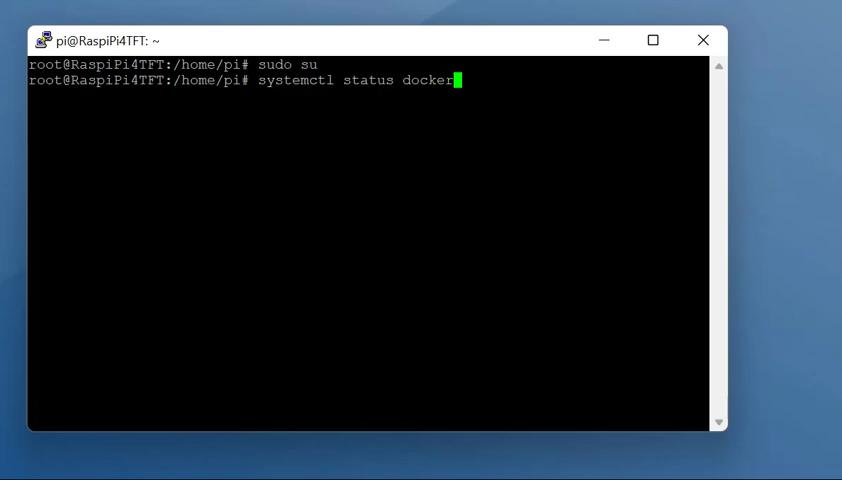 pi@RaspiPi4TFT: ~
root@RaspiPi4TFT:/home/pi# sudo su
root@RaspiPi4TFT:/home/pi# systemctl status docker